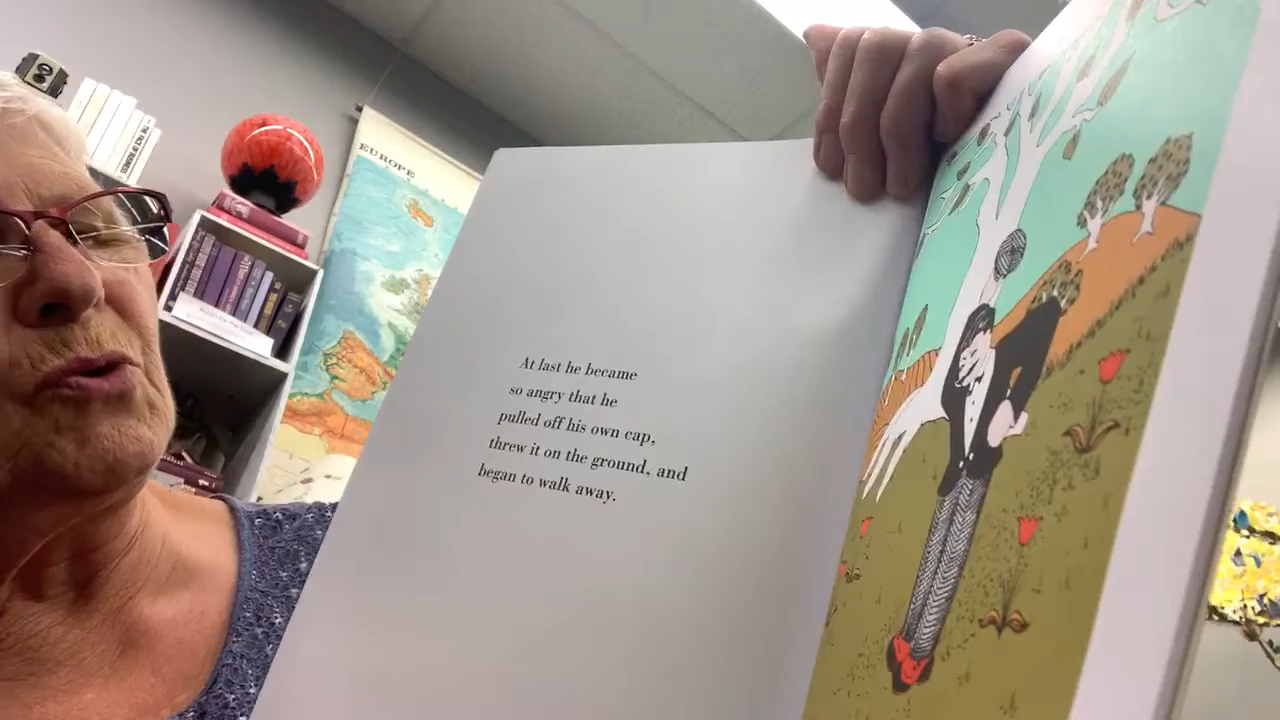 EUROPE
At last he became
so angry that he
pulled off his own cap,
threw it on the ground, and
began to walk away.